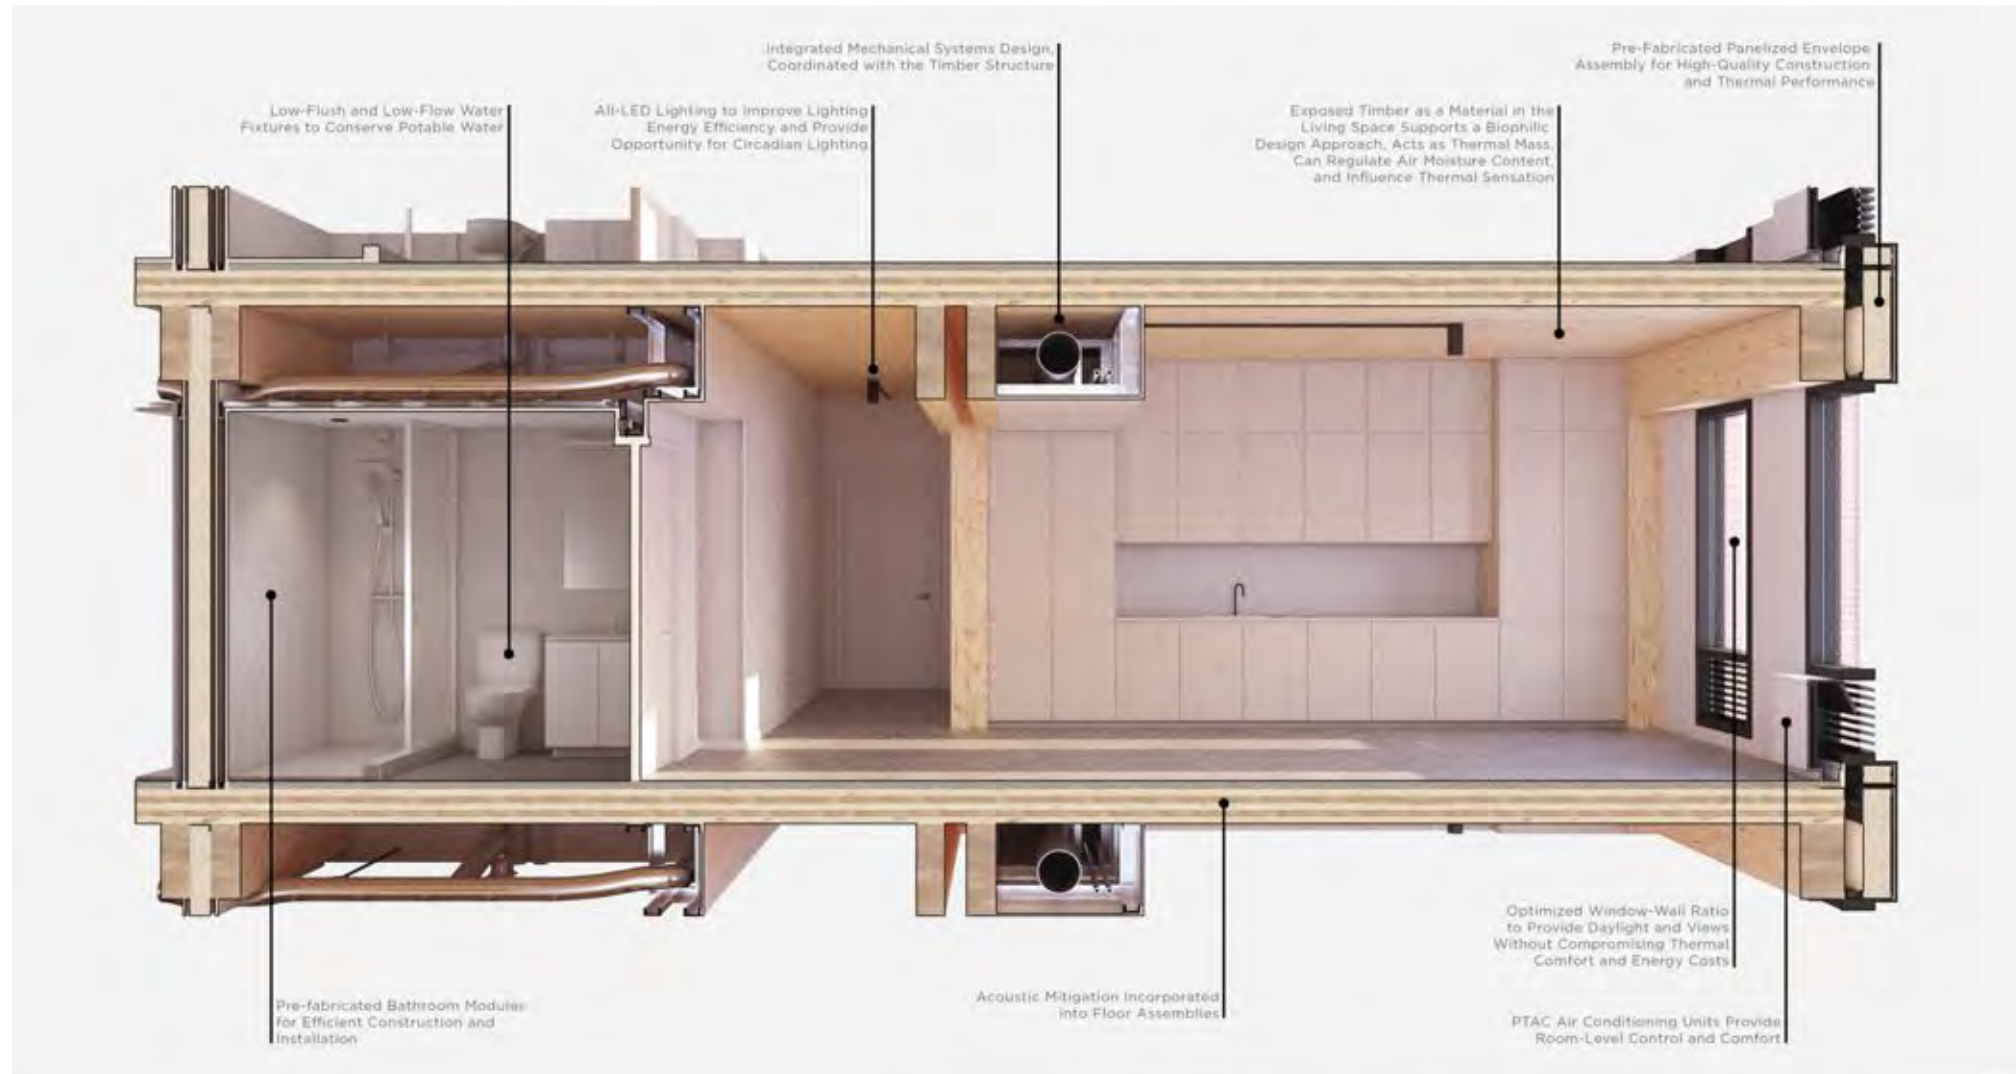 Integrated Mechanical Systems Design,
Coordinated with the Timber Structure
Pre-Fabricated Panelized Envelope
Assembly for High-Quality Construction
and Thermal Performance
Low-Flush and Low-Flow Water
Fixtures to Conserve Potable Water
All-LED Lighting to Improve Lighting
Energy Efficiency and Provide
Opportunity for Circadian Lighting
Exposed Timber as a Material in the
Living Space Supports a Biophilic
Design Approach, Acts as Thermal Mass,
Can Regulate Air Moisture Content,
and Influence Thermal Sensation
Optimized Window-Wall Ratio
to Provide Daylight and Views
Without Compromising Thermal
Comfort and Energy Costs
Pre-fabricated Bathroom Modules
for Efficient Construction and
Installation
Acoustic Mitigation Incorporated
into Floor Assemblies
PTAC Air Conditioning Units Provide
Room-Level Control and Comfort